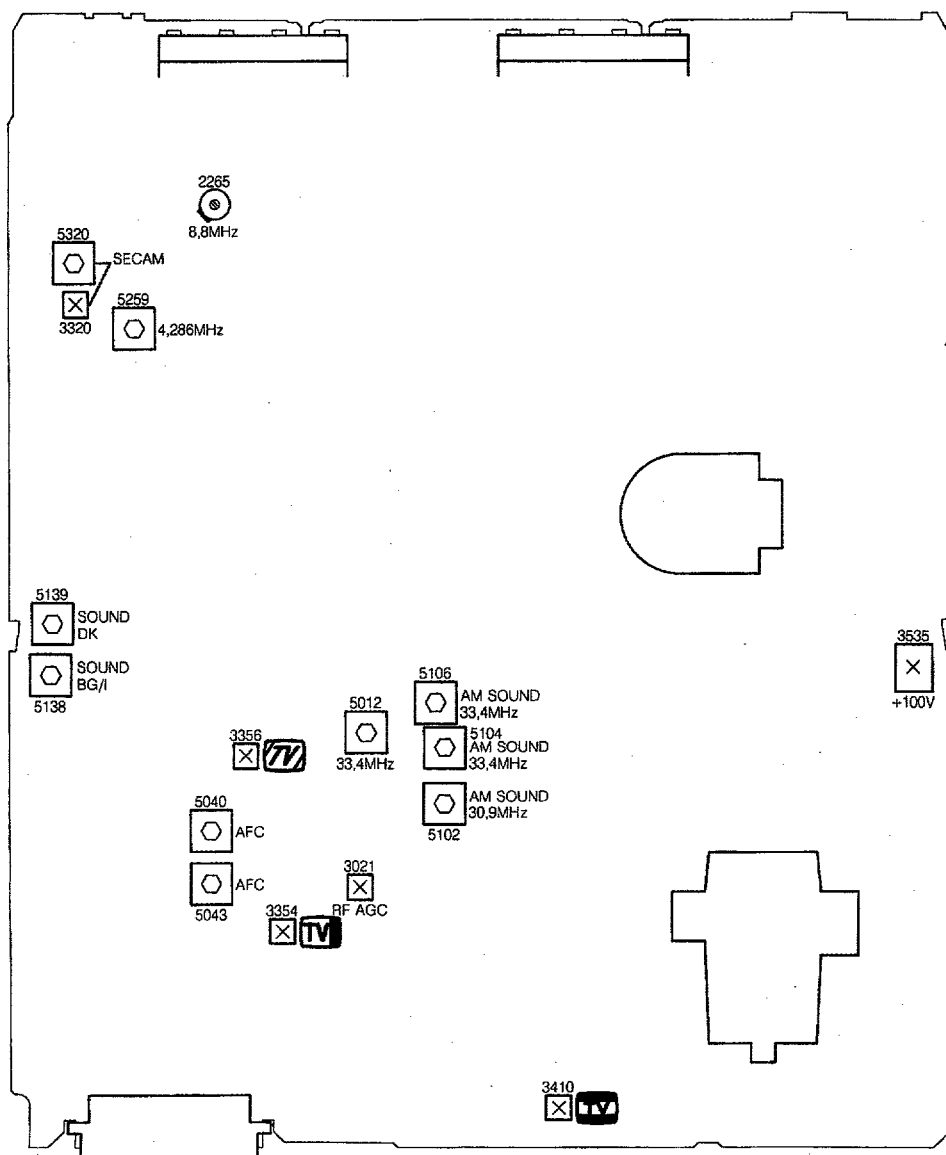 2265
8,8MHz
5320
SECAM
3320
5259
4,286MHz
5139
SOUND
DK
SOUND
BG/I
5138
3535
+100V
5106
AM SOUND
33,4MHz
5012
33,4MHz
5104
AM SOUND
33,4MHz
3356
TV
AM SOUND
30,9MHz
5102
5040
AFC
AFC
5043
3021
RF AGC
3354
TV
3410
TV